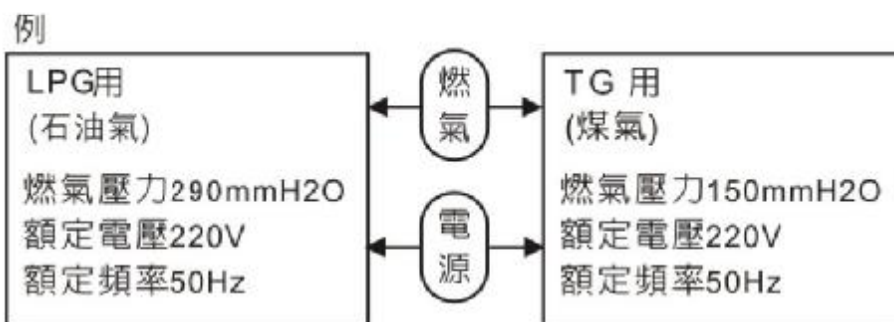 例
LPG用
(石油氣)
燃氣壓力290mmH2O
額定電壓220V
額定頻率50Hz
燃氣
電源
TG 用
(煤氣)
燃氣壓力150mmH2O
額定電壓220V
額定頻率50Hz